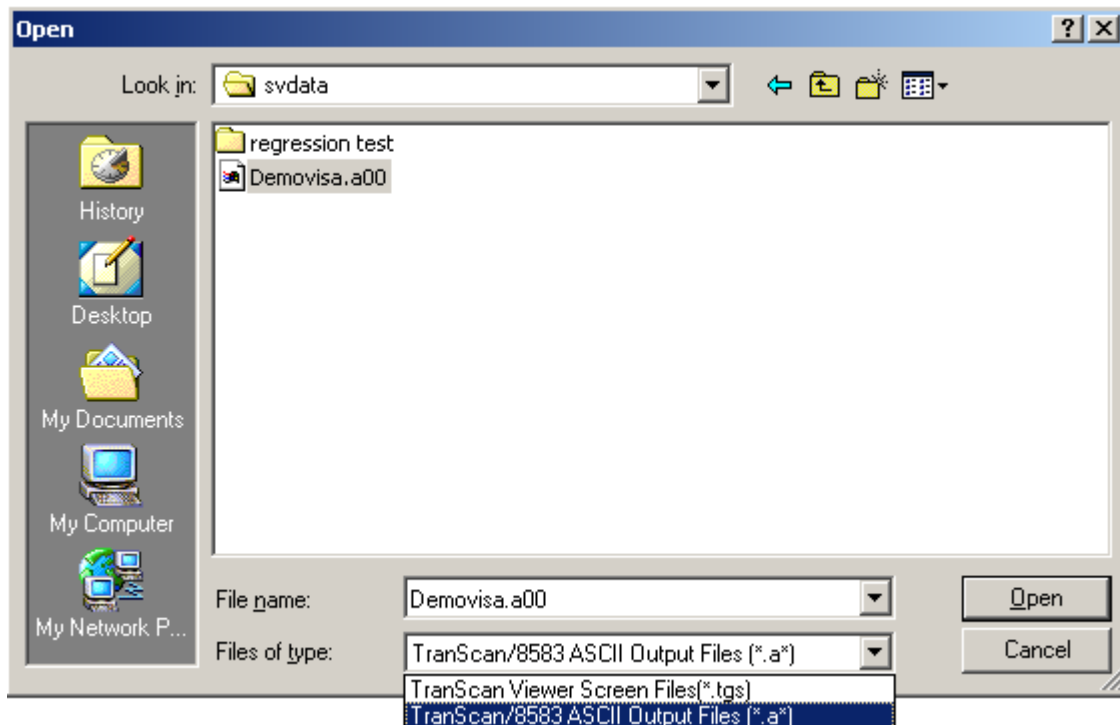 Open
Look in: svdata
regression test
Demovisa.a00
History
Desktop
My Documents
My Computer
My Network P...
File name: Demovisa.a00 Open
Files of type: TranScan/8583 ASCII Output Files (*.a*) Cancel
TranScan Viewer Screen Files(*.tgs)
TranScan/8583 ASCII Output Files (*.a*)